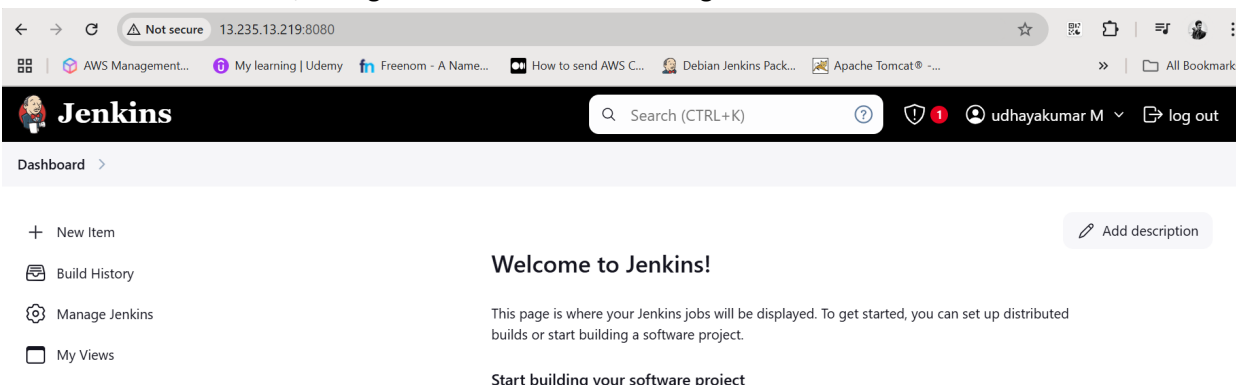 Not secure 13.235.13.219:8080
AWS Management... My learning | Udemy Freenom - A Name... How to send AWS C... Debian Jenkins Pack... Apache Tomcat® -... » All Bookmark
Jenkins Search (CTRL+K) 1 udhayakumar M log out
Dashboard
New Item
Add description
Build History
Welcome to Jenkins!
Manage Jenkins
This page is where your Jenkins jobs will be displayed. To get started, you can set up distributed
builds or start building a software project.
My Views
Start building your software project